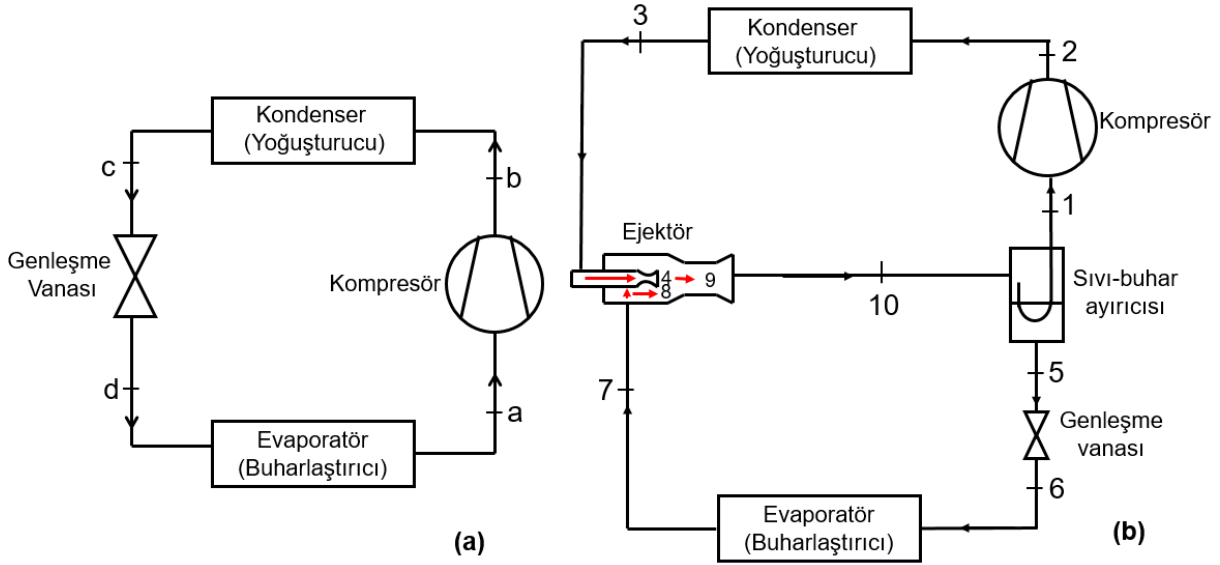 Kondenser
(Yoğuşturucu)
c
b
Genleşme
Vanası
Kompresör
d
a
Evaporatör
(Buharlaştırıcı)
(a)
3
Kondenser
(Yoğuşturucu)
2
Kompresör
1
Ejektör
4
8
9
10
Sıvı-buhar
ayırıcısı
7
5
Genleşme
vanası
6
Evaporatör
(Buharlaştırıcı)
(b)